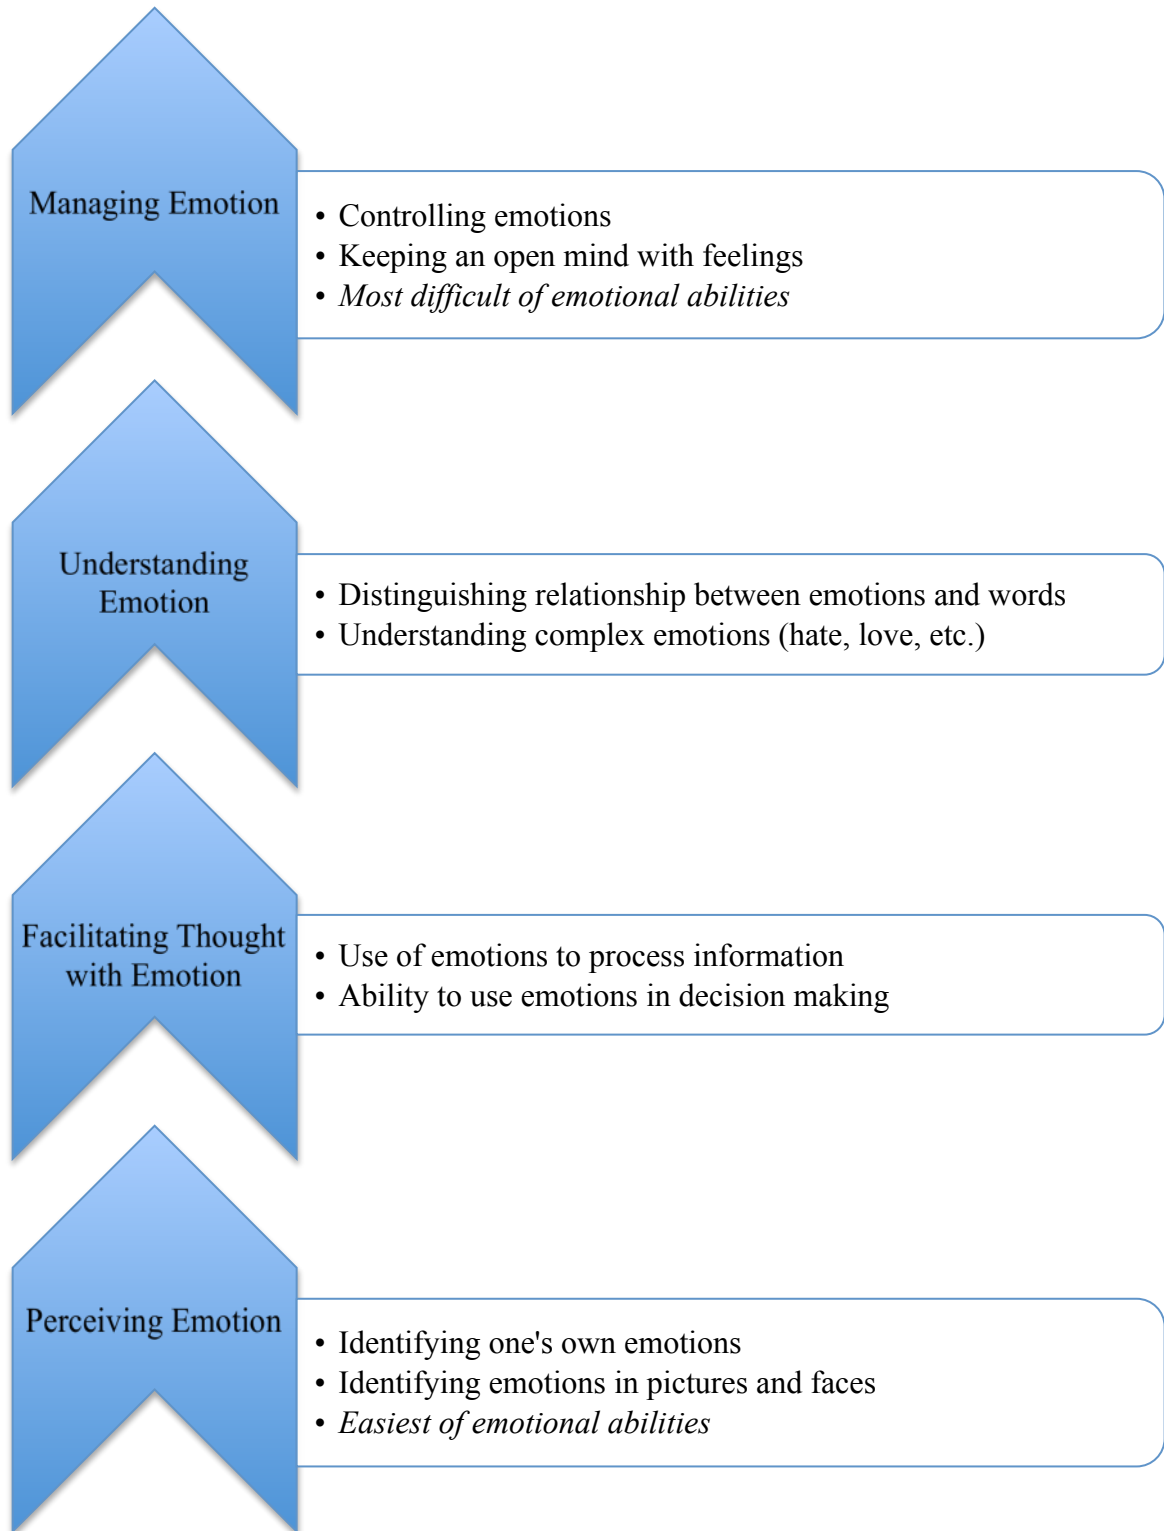 Managing Emotion
• Controlling emotions
• Keeping an open mind with feelings
• Most difficult of emotional abilities
Understanding
Emotion
• Distinguishing relationship between emotions and words
• Understanding complex emotions (hate, love, etc.)
Facilitating Thought
with Emotion
• Use of emotions to process information
• Ability to use emotions in decision making
Perceiving Emotion
• Identifying one's own emotions
• Identifying emotions in pictures and faces
• Easiest of emotional abilities